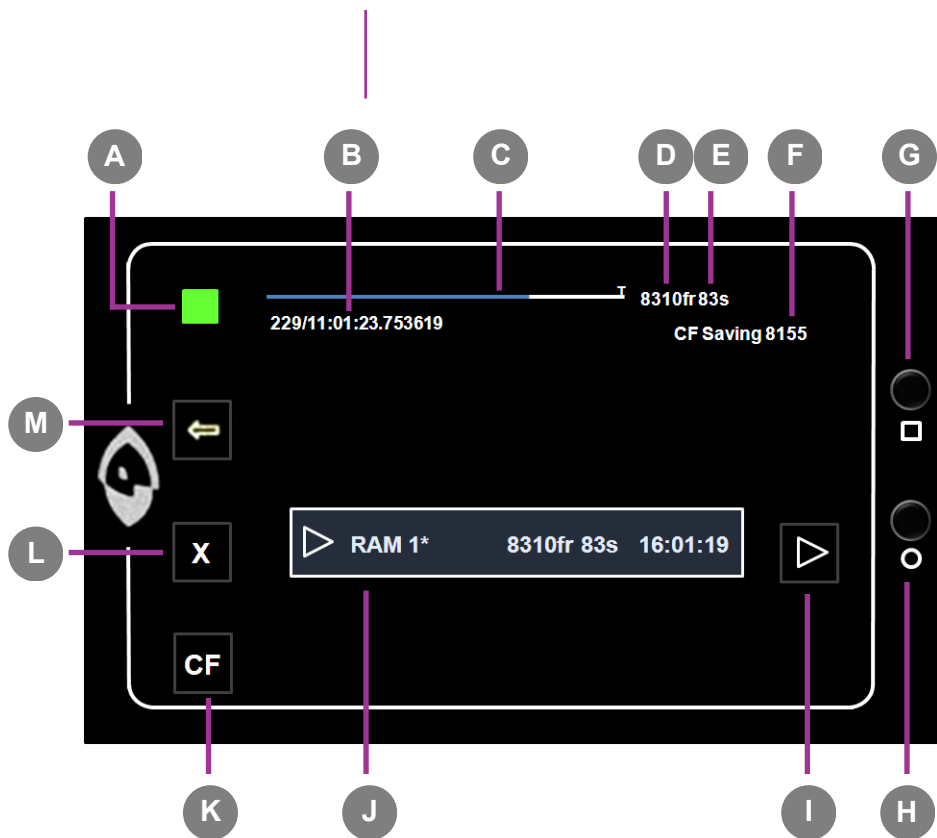 A B C D E F G
8310fr 83s
229/11:01:23.753619
CF Saving 8155
M
L X RAM 1* 8310fr 83s 16:01:19
CF
K J I H